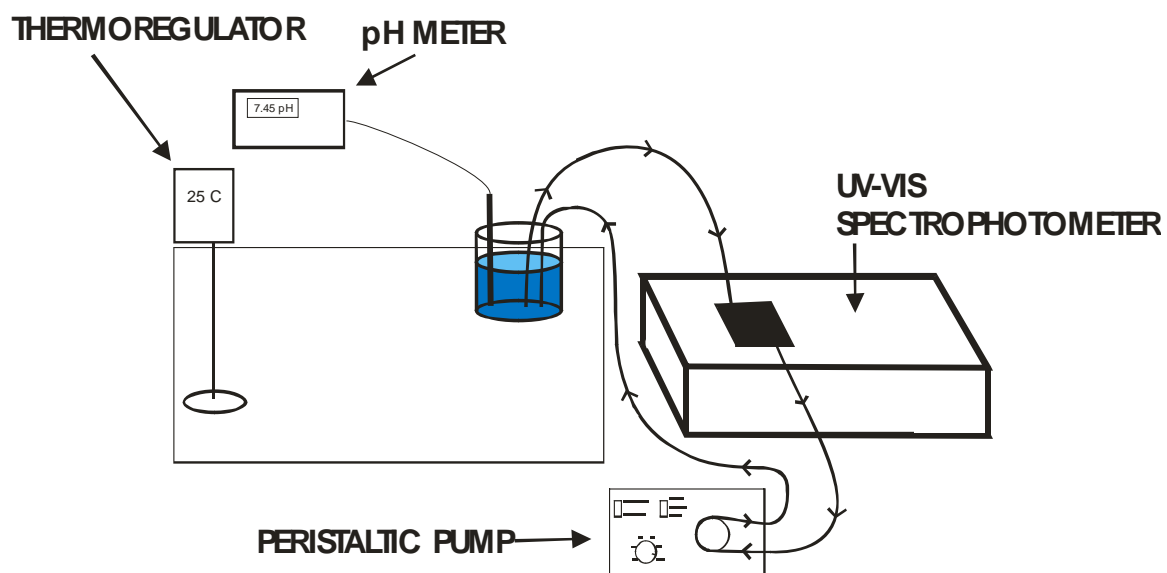 THERMOREGULATOR
pH METER
7.45 pH
25 C
UV-VIS
SPECTROPHOTOMETER
PERISTALTIC PUMP